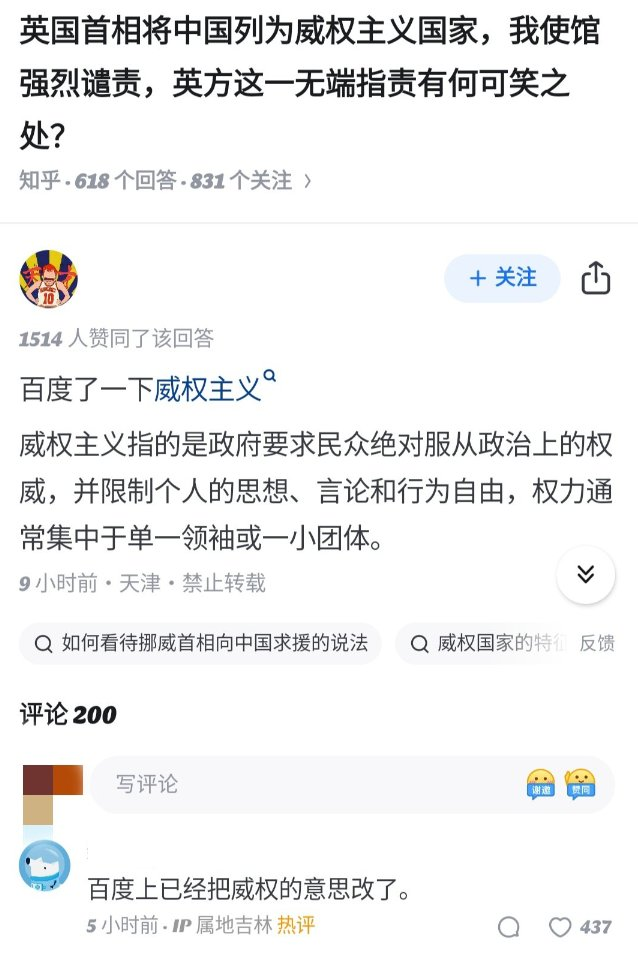 英国首相将中国列为威权主义国家，我使馆
强烈谴责，英方这一无端指责有何可笑之
处？
知乎·618 个回答·831 个关注 〉
10
+ 关注
1514 人赞同了该回答
百度了一下威权主义
威权主义指的是政府要求民众绝对服从政治上的权
威，并限制个人的思想、言论和行为自由，权力通
常集中于单一领袖或一小团体。
9 小时前・天津・禁止转载
如何看待挪威首相向中国求援的说法
威权国家的特征
反馈
评论 200
写评论
谢邀
赞同
百度上已经把威权的意思改了。
5 小时前·IP 属地吉林 热评
437